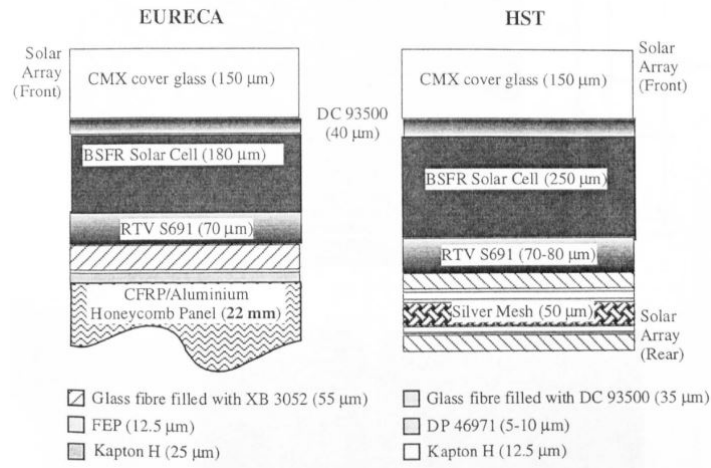 EURECA
HST
Solar
Array
(Front)
CMX cover glass (150 µm)
DC 93500
(40 µm)
CMX cover glass (150 µm)
Solar
Array
(Front)
BSFR Solar Cell (180 µm)
BSFR Solar Cell (250 µm)
RTV S691 (70 µm)
RTV S691 (70-80 µm)
CFRP/Aluminium
Honeycomb Panel (22 mm)
Silver Mesh (50 µm)
Solar
Array
(Rear)
Glass fibre filled with XB 3052 (55 µm)
FEP (12.5 µm)
Kapton H (25 µm)
Glass fibre filled with DC 93500 (35 µm)
DP 46971 (5-10 µm)
Kapton H (12.5 µm)